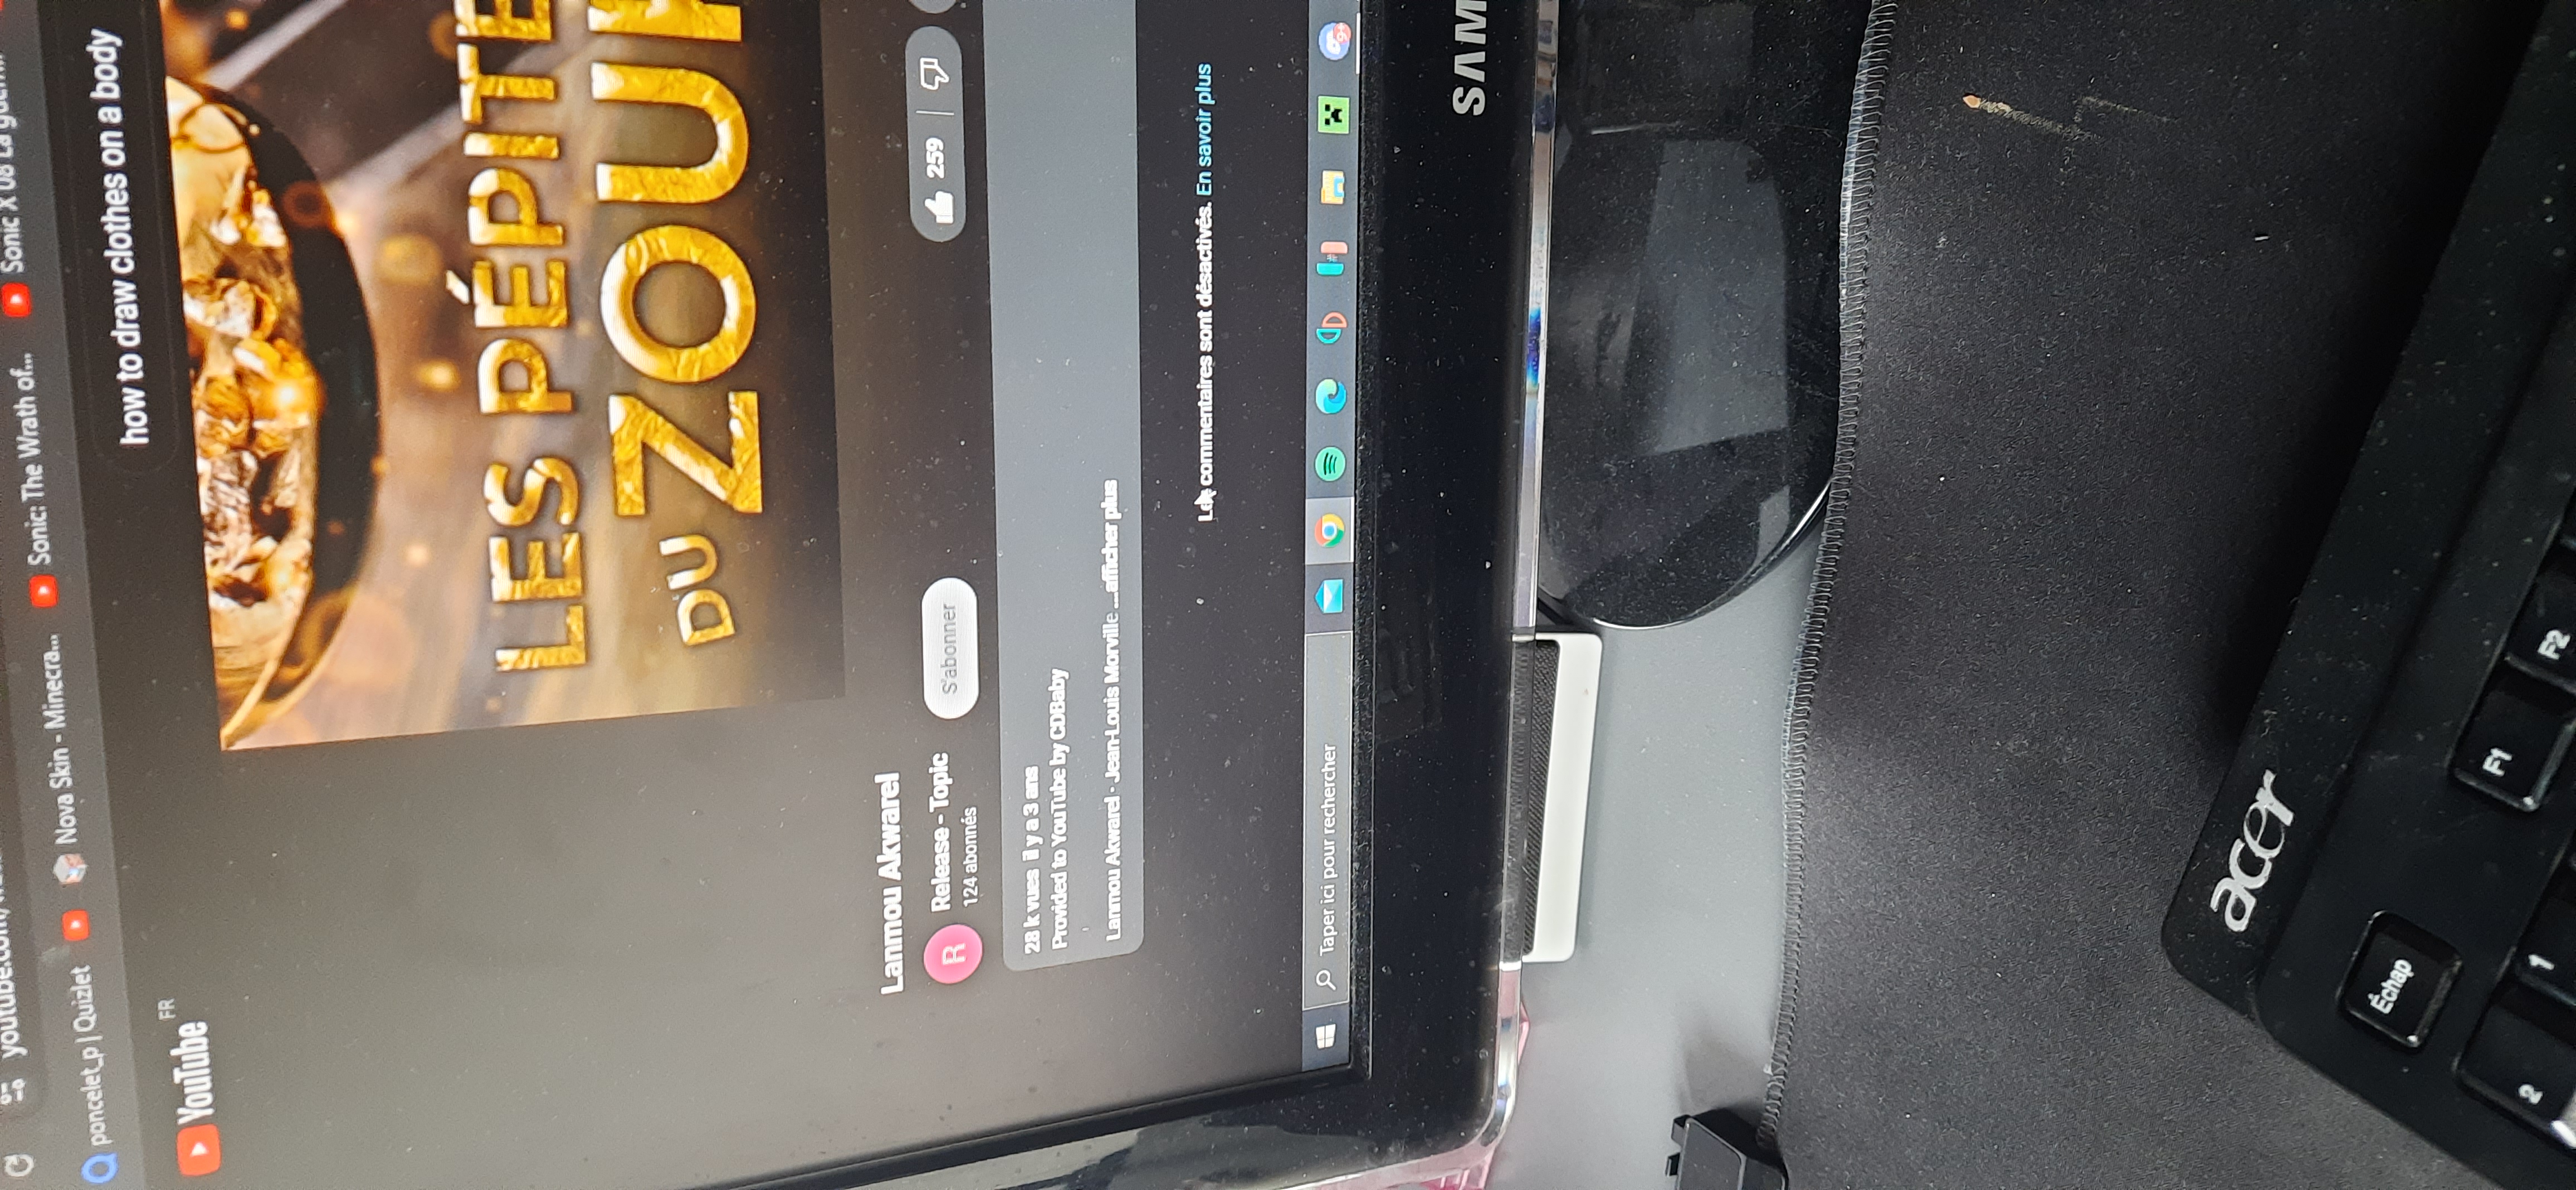 poncelet_p | Quizlet
Nova Skin - Minecra...
Sonic: The Wrath of...
Sonic X 08 La
YouTube FR
how to draw clothes on a body
LES PÉPITE
DU ZOU
Lanmou Akwarel
R
Release - Topic
124 abonnés
S'abonner
259
28 k vues il y a 3 ans
Provided to YouTube by CDBaby
Lanmou Akwarel · Jean-Louis Morville ...afficher plus
Les commentaires sont désactivés. En savoir plus
Taper ici pour rechercher
9+
SAM
acer
Échap
F1
F2
2
1